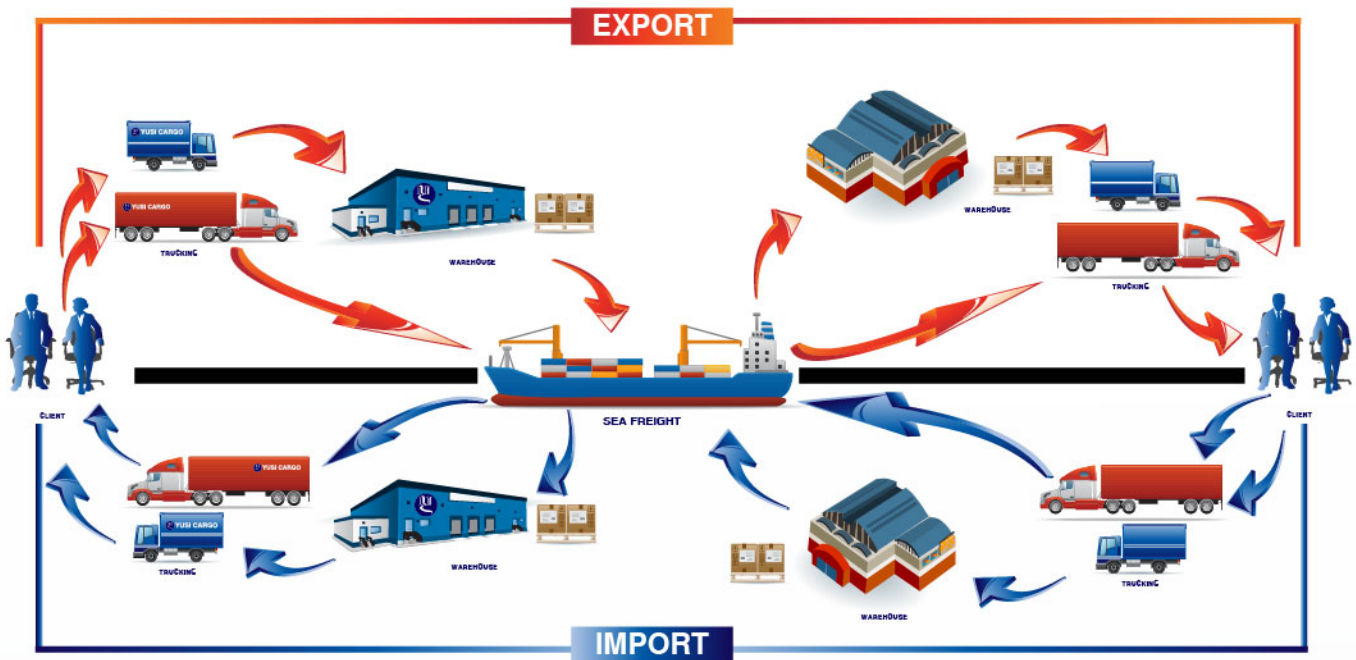 EXPORT
YUSI CARGO
YUSI CARGO
TRUCKING
WAREHOUSE
WAREHOUSE
TRUCKING
CLIENT
SEA FREIGHT
CLIENT
YUSI CARGO
YUSI CARGO
TRUCKING
WAREHOUSE
WAREHOUSE
TRUCKING
IMPORT